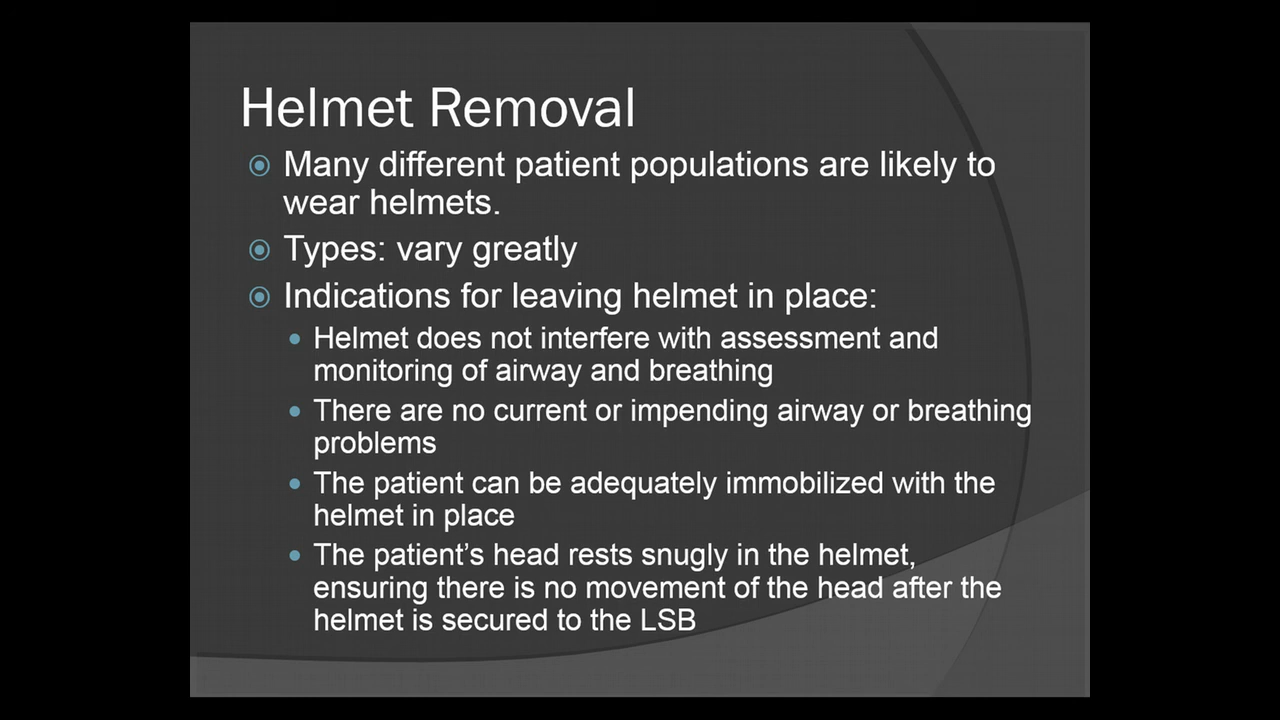 Helmet Removal
Many different patient populations are likely to
wear helmets.
Types: vary greatly
Indications for leaving helmet in place:
Helmet does not interfere with assessment and
monitoring of airway and breathing
There are no current or impending airway or breathing
problems
The patient can be adequately immobilized with the
helmet in place
The patient’s head rests snugly in the helmet,
ensuring there is no movement of the head after the
helmet is secured to the LSB